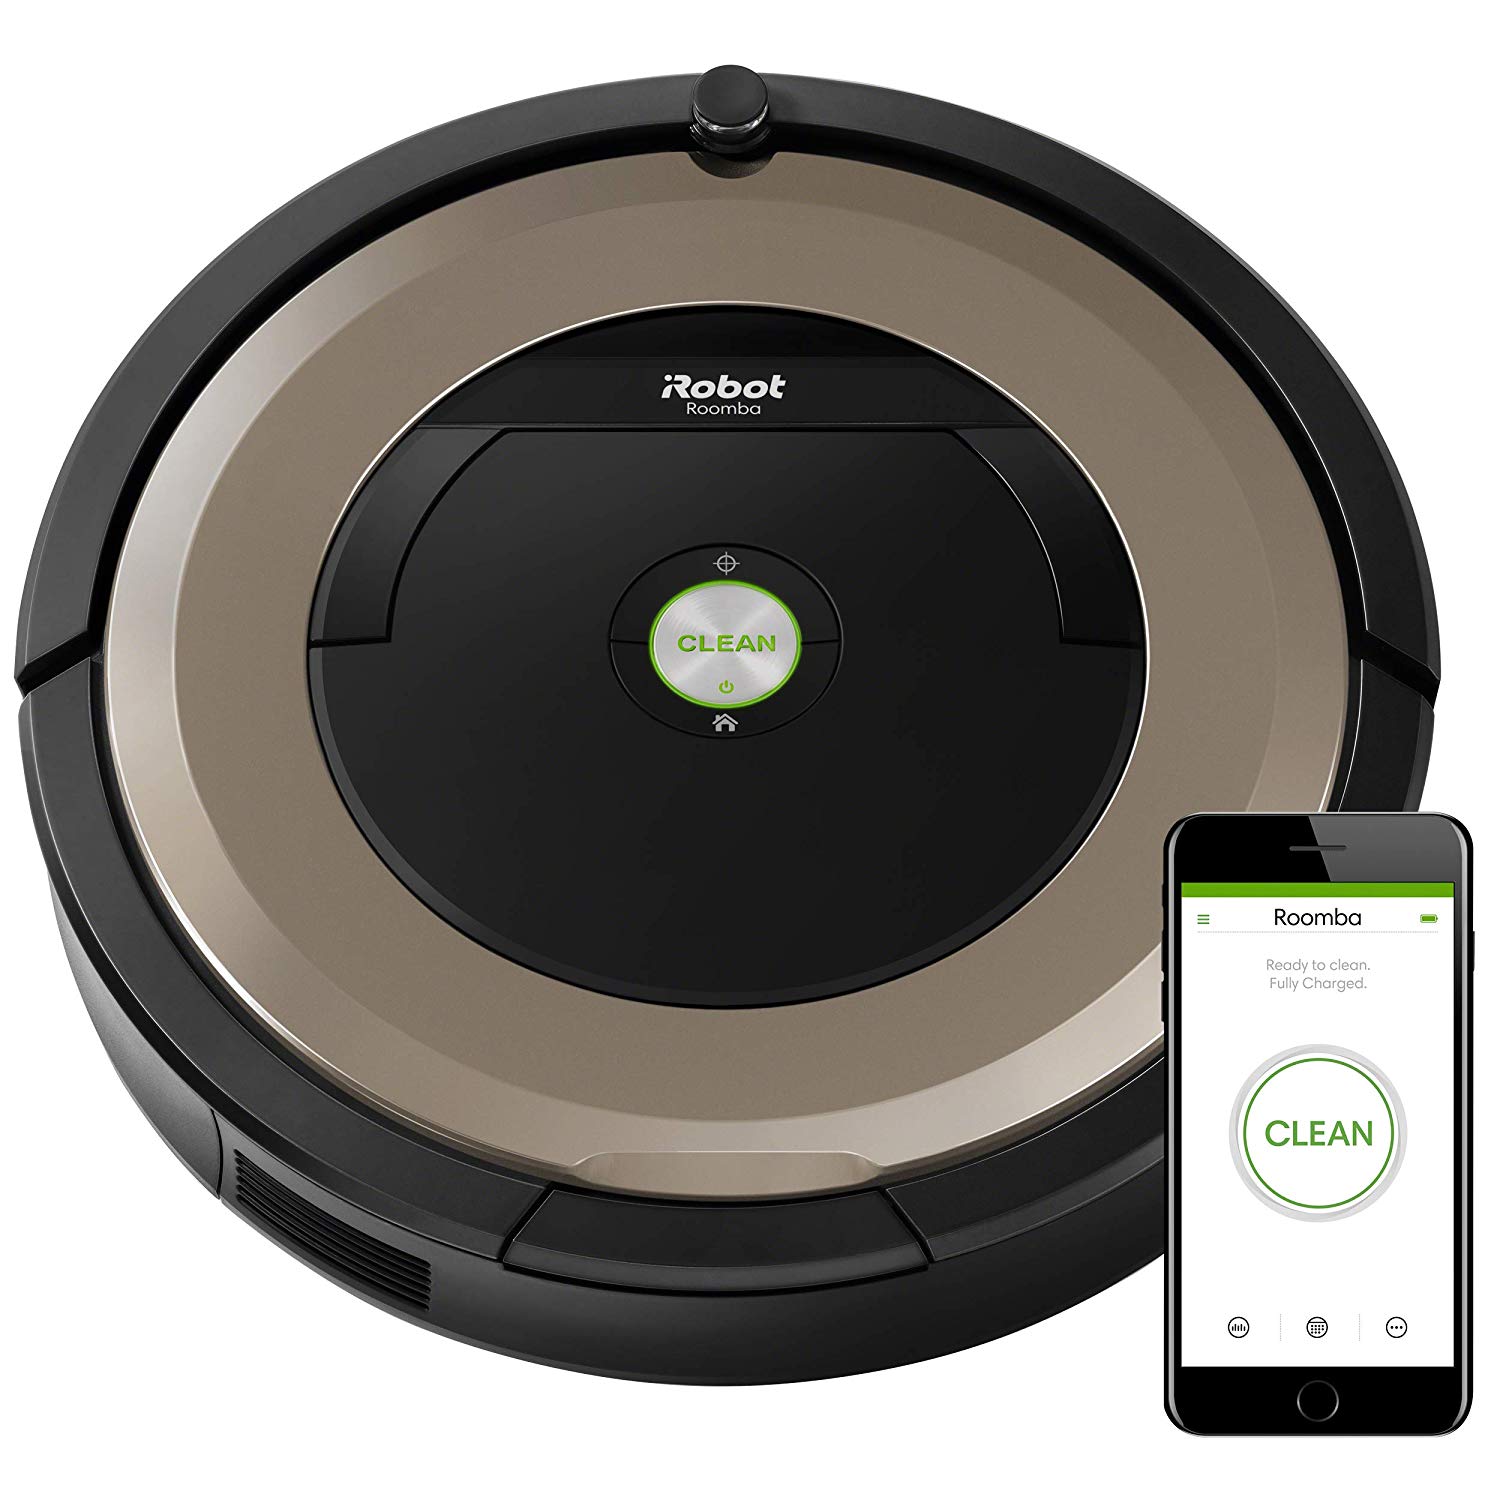 iRobot
Roomba
CLEAN
Roomba
Ready to clean.
Fully Charged.
CLEAN